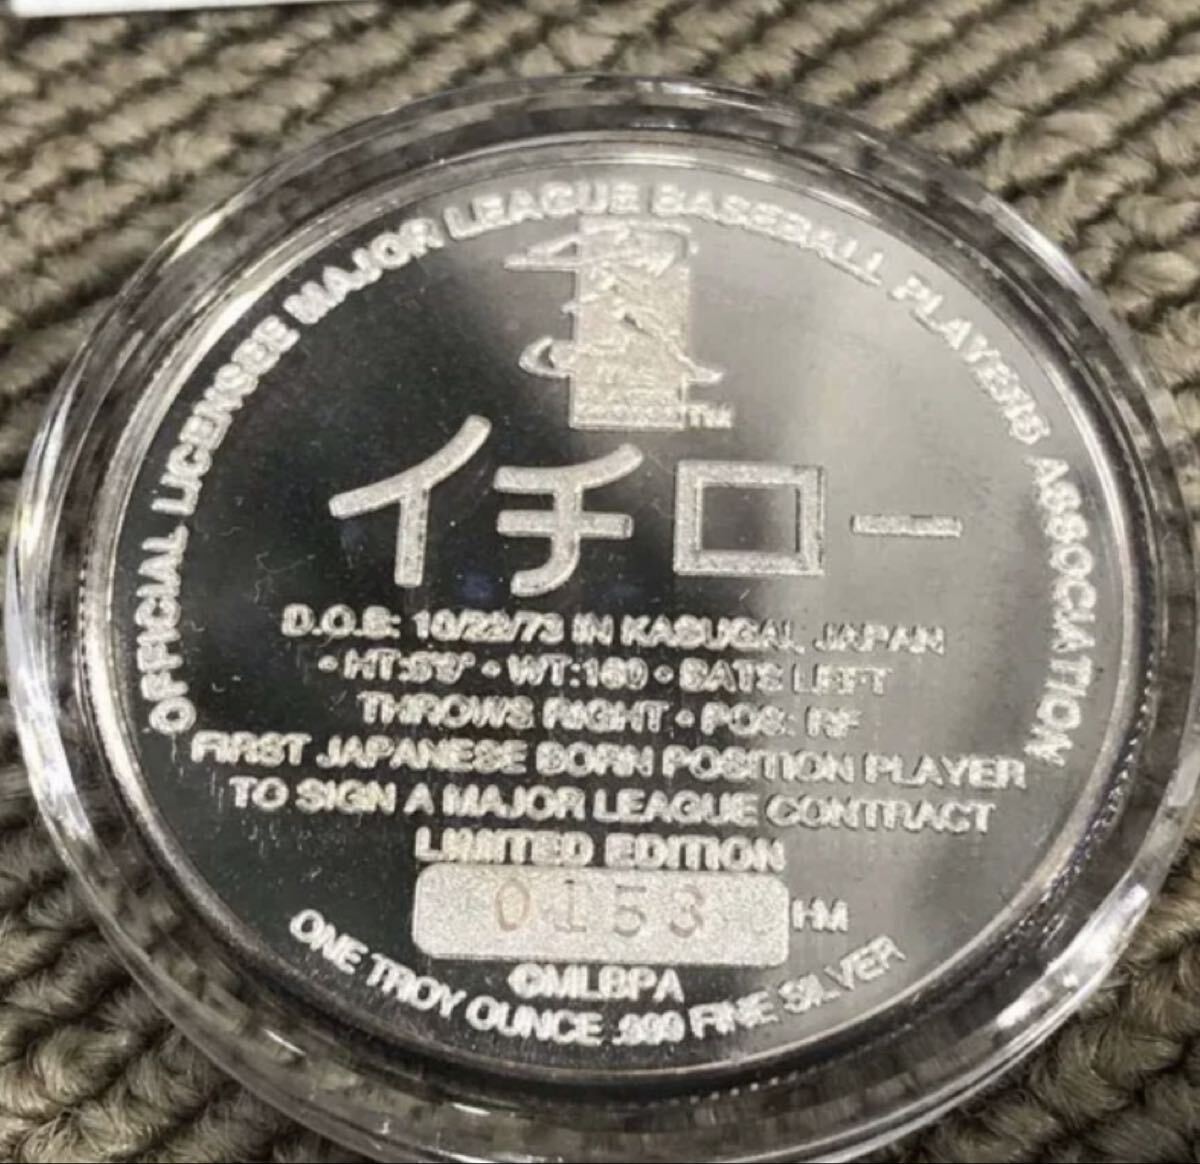 OFFICIAL LICENSEE MAJOR LEAGUE BASEBALL PLAYERS ASSOCIATION
TM
イチロー
D.O.B: 10/22/73 IN KASUGAI, JAPAN
• HT:5'9" • WT:160 • BATS LEFT
THROWS RIGHT • POS: RF
FIRST JAPANESE BORN POSITION PLAYER
TO SIGN A MAJOR LEAGUE CONTRACT
LIMITED EDITION
0153 HM
©MLBPA
ONE TROY OUNCE .999 FINE SILVER